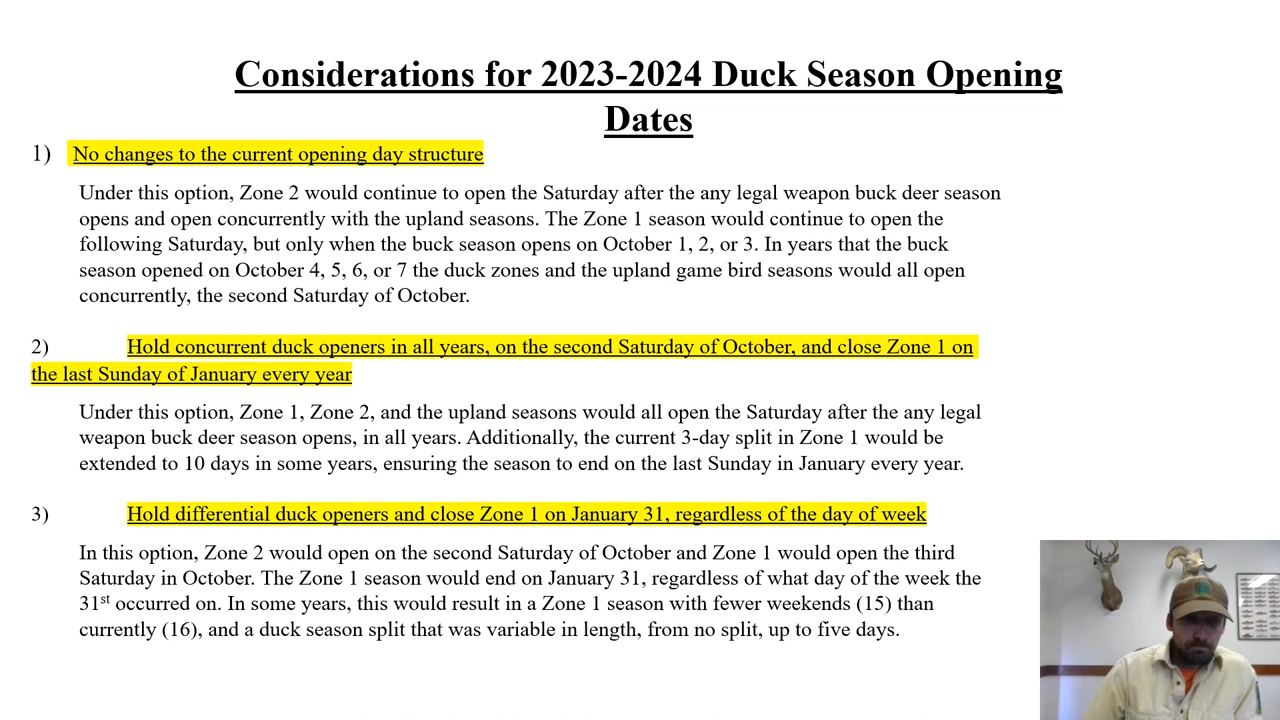 Considerations for 2023-2024 Duck Season Opening
Dates
1) No changes to the current opening day structure
Under this option, Zone 2 would continue to open the Saturday after the any legal weapon buck deer season
opens and open concurrently with the upland seasons. The Zone 1 season would continue to open the
following Saturday, but only when the buck season opens on October 1, 2, or 3. In years that the buck
season opened on October 4, 5, 6, or 7 the duck zones and the upland game bird seasons would all open
concurrently, the second Saturday of October.
2) Hold concurrent duck openers in all years, on the second Saturday of October, and close Zone 1 on
the last Sunday of January every year
Under this option, Zone 1, Zone 2, and the upland seasons would all open the Saturday after the any legal
weapon buck deer season opens, in all years. Additionally, the current 3-day split in Zone 1 would be
extended to 10 days in some years, ensuring the season to end on the last Sunday in January every year.
3) Hold differential duck openers and close Zone 1 on January 31, regardless of the day of week
In this option, Zone 2 would open on the second Saturday of October and Zone 1 would open the third
Saturday in October. The Zone 1 season would end on January 31, regardless of what day of the week the
31st occurred on. In some years, this would result in a Zone 1 season with fewer weekends (15) than
currently (16), and a duck season split that was variable in length, from no split, up to five days.